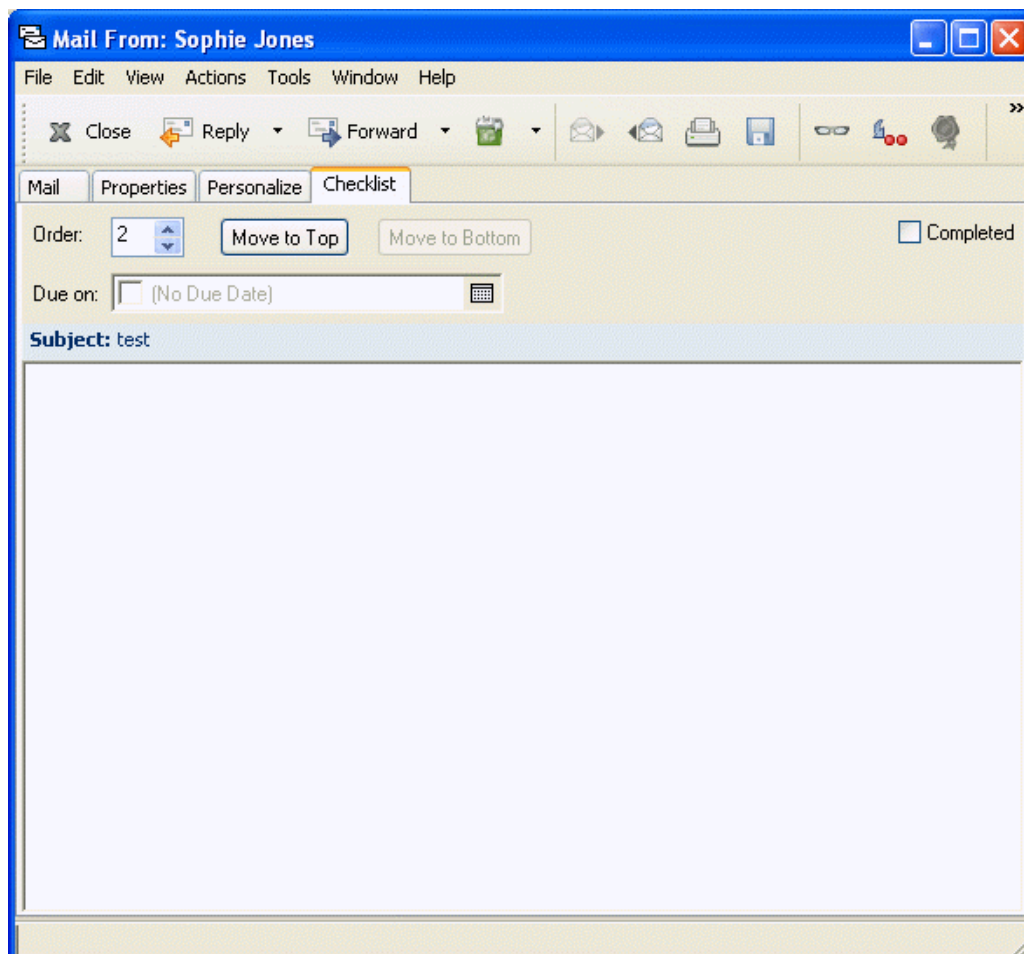 Mail From: Sophie Jones
File Edit View Actions Tools Window Help
Close Reply Forward »
Mail Properties Personalize Checklist
Order: 2 Move to Top Move to Bottom Completed
Due on: (No Due Date)
Subject: test